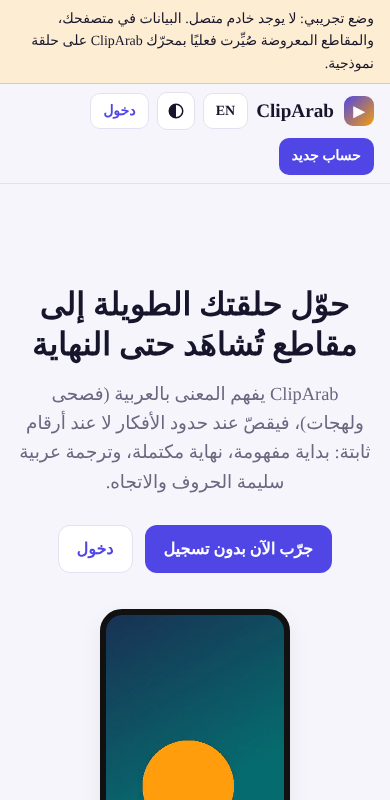 وضع تجريبي: لا يوجد خادم متصل. البيانات في متصفحك،
والمقاطع المعروضة صُيِّرت فعليًا بمحرّك ClipArab على حلقة
نموذجية.
ClipArab EN دخول
حساب جديد
حوّل حلقتك الطويلة إلى
مقاطع تُشاهَد حتى النهاية
ClipArab يفهم المعنى بالعربية (فصحى
ولهجات)، فيقصّ عند حدود الأفكار لا عند أرقام
ثابتة: بداية مفهومة، نهاية مكتملة، وترجمة عربية
سليمة الحروف والاتجاه.
جرّب الآن بدون تسجيل دخول